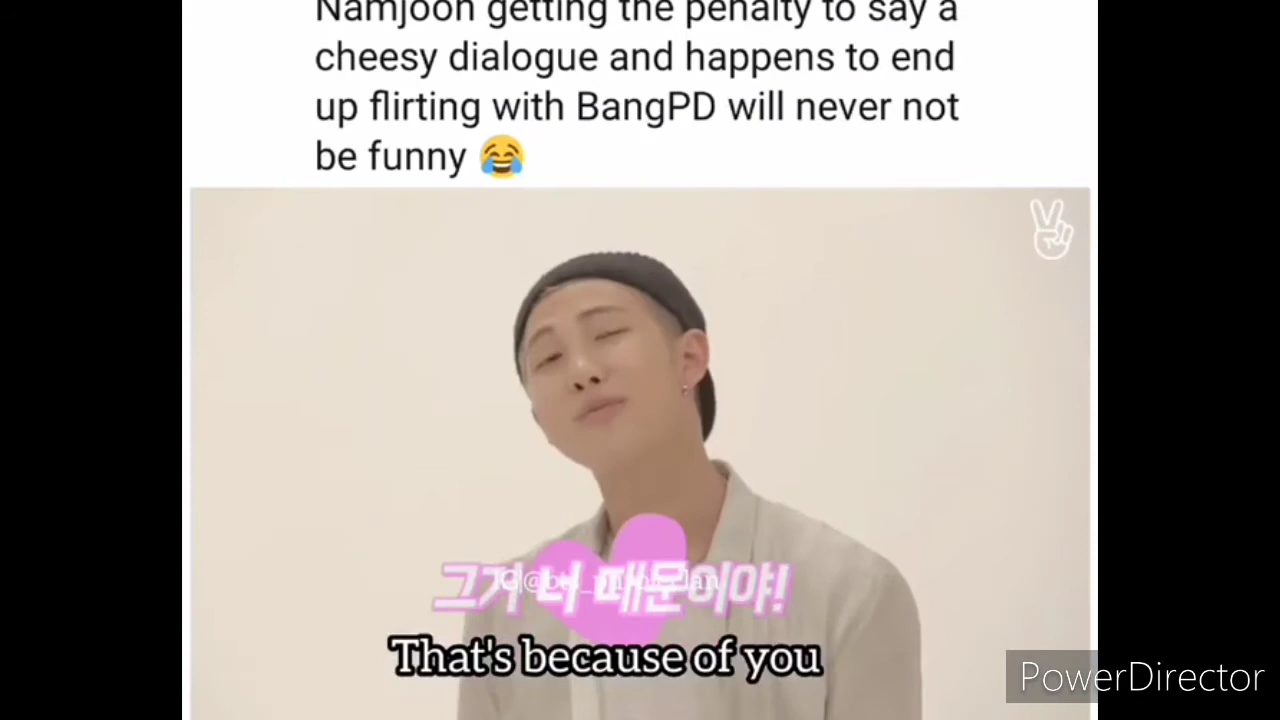 Namjoon getting the penalty to say a
cheesy dialogue and happens to end
up flirting with BangPD will never not
be funny 😂
V
그거 너 때문이야!
That's because of you
PowerDirector